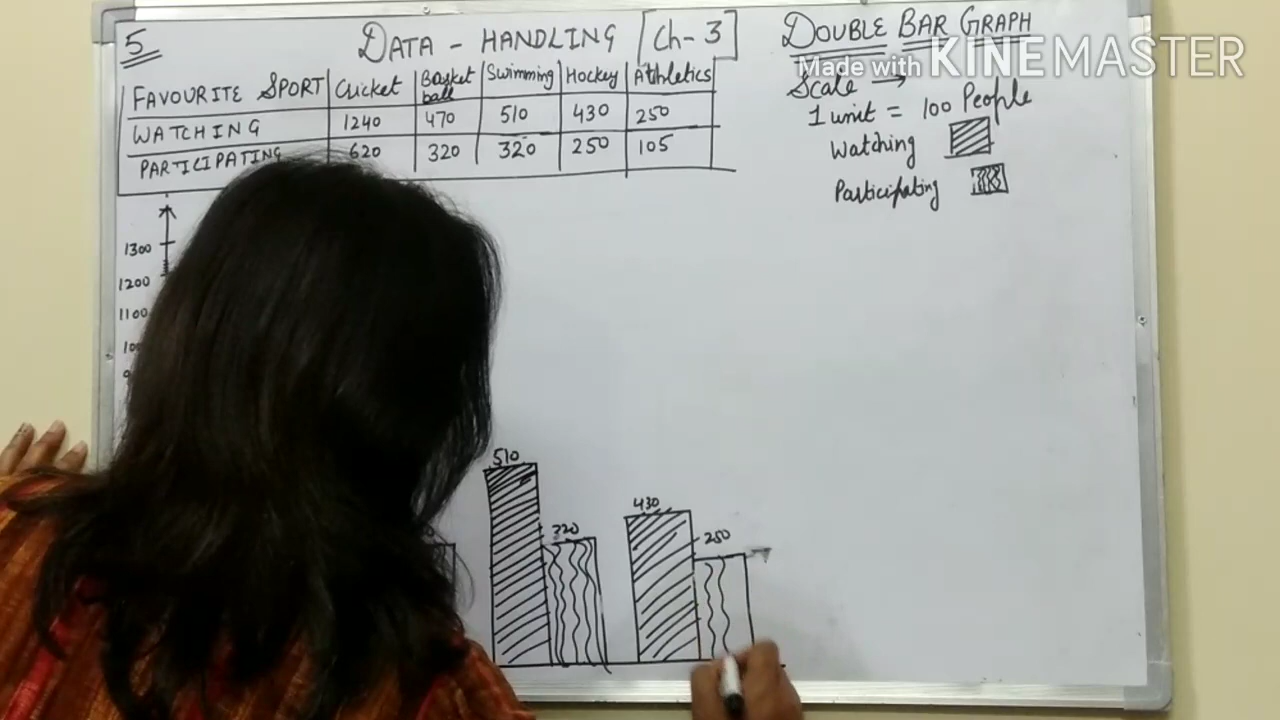 5
DATA - HANDLING [Ch-3]
DOUBLE BAR GRAPH
Made with KINEMASTER
FAVOURITE SPORT Cricket Basket ball Swimming Hockey Athletics
WATCHING 1240 470 510 430 250
PARTICIPATING 620 320 320 250 105
Scale →
1 unit = 100 People
Watching
Participating
1300
1200
1100
510
320
430
250